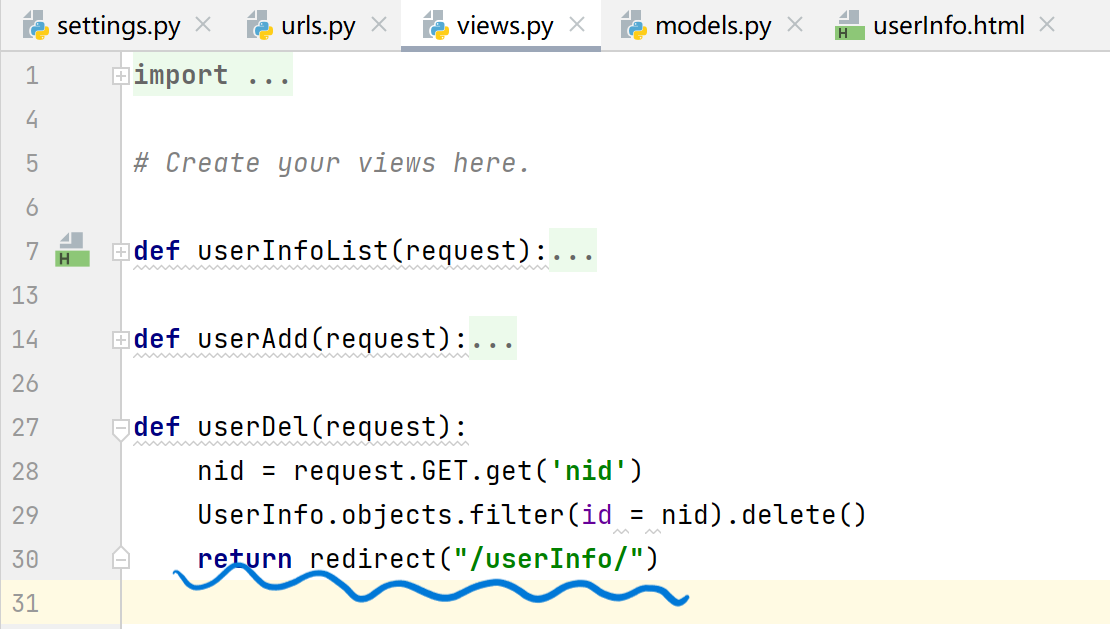 settings.py urls.py views.py models.py H userInfo.html
1 import ...
4
5 # Create your views here.
6
7 H def userInfoList(request):...
13
14 def userAdd(request):...
26
27 def userDel(request):
28 nid = request.GET.get('nid')
29 UserInfo.objects.filter(id = nid).delete()
30 return redirect("/userInfo/")
31